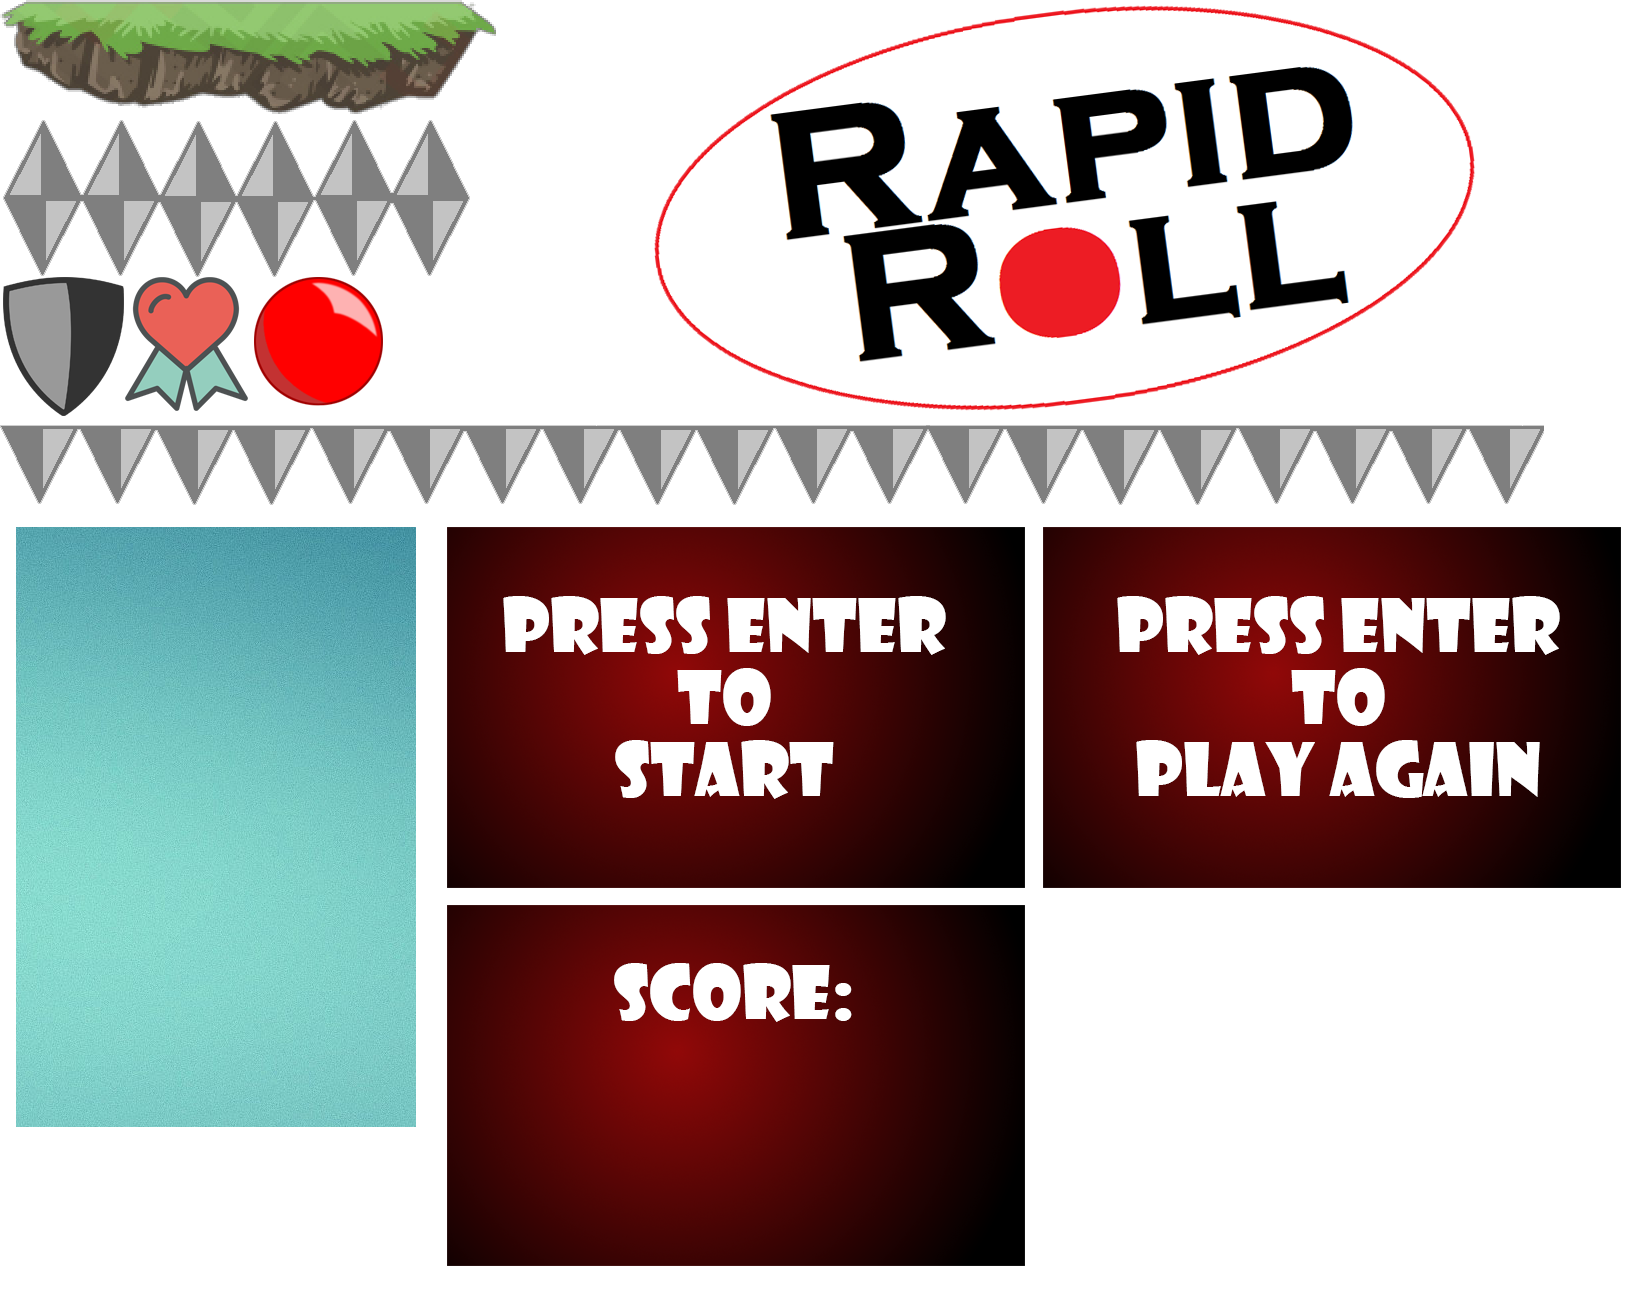 RAPID
ROLL
PRESS ENTER
TO
START
PRESS ENTER
TO
PLAY AGAIN
SCORE: